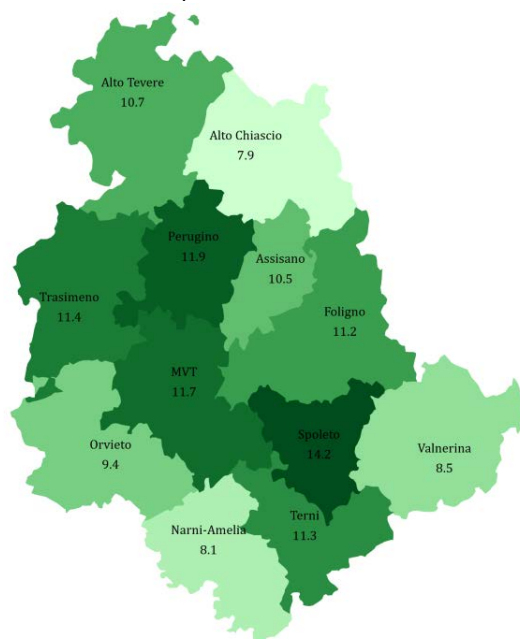 Alto Tevere
10.7
Alto Chiascio
7.9
Perugino
11.9
Assisano
10.5
Trasimeno
11.4
Foligno
11.2
MVT
11.7
Orvieto
9.4
Spoleto
14.2
Valnerina
8.5
Narni-Amelia
8.1
Terni
11.3